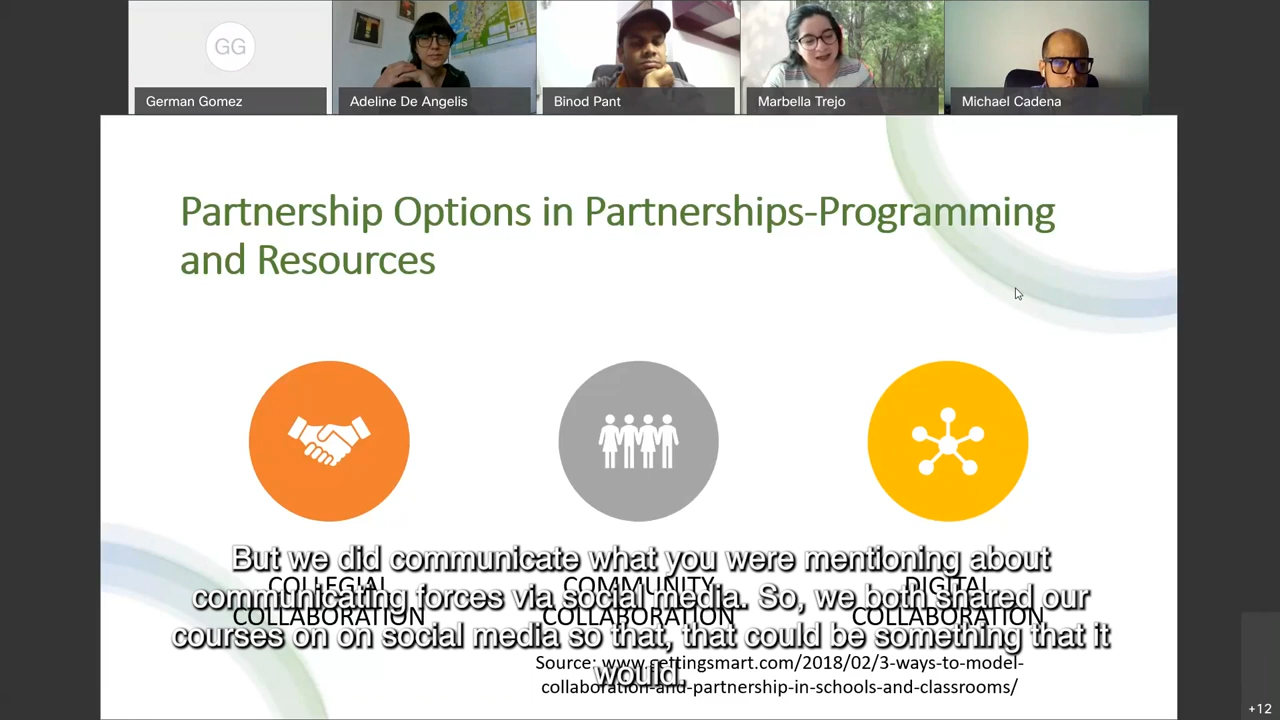 GG
German Gomez
Adeline De Angelis
Binod Pant
Marbella Trejo
Michael Cadena
Partnership Options in Partnerships-Programming
and Resources
COLLEGIAL
COLLABORATION
COMMUNITY
COLLABORATION
DIGITAL
COLLABORATION
But we did communicate what you were mentioning about
communicating forces via social media. So, we both shared our
courses on on social media so that, that could be something that it
would.
Source: www.gettingsmart.com/2018/02/3-ways-to-model-
collaboration-and-partnership-in-schools-and-classrooms/
+12